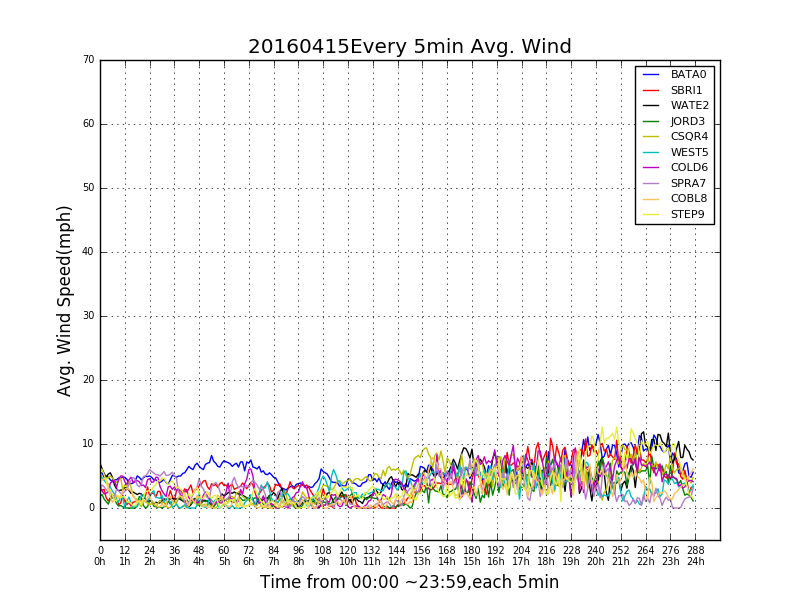 20160415Every 5min Avg. Wind
70
60
50
40
30
20
10
0
Avg. Wind Speed(mph)
BATA0
SBRI1
WATE2
JORD3
CSQR4
WEST5
COLD6
SPRA7
COBL8
STEP9
0 12 24 36 48 60 72 84 96 108 120 132 144 156 168 180 192 204 216 228 240 252 264 276 288
0h 1h 2h 3h 4h 5h 6h 7h 8h 9h 10h 11h 12h 13h 14h 15h 16h 17h 18h 19h 20h 21h 22h 23h 24h
Time from 00:00 ~23:59,each 5min